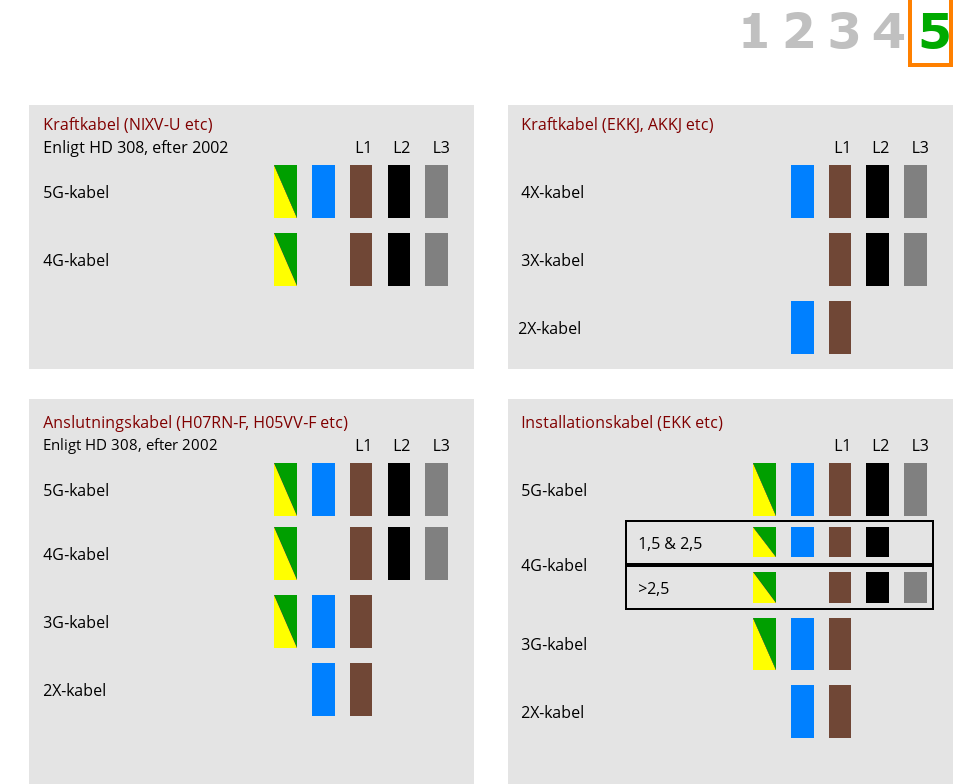 1 2 3 4 5
Kraftkabel (NIXV-U etc)
Enligt HD 308, efter 2002 L1 L2 L3
5G-kabel
4G-kabel
Kraftkabel (EKKJ, AKKJ etc)
L1 L2 L3
4X-kabel
3X-kabel
2X-kabel
Anslutningskabel (H07RN-F, H05VV-F etc)
Enligt HD 308, efter 2002 L1 L2 L3
5G-kabel
4G-kabel
3G-kabel
2X-kabel
Installationskabel (EKK etc)
L1 L2 L3
5G-kabel
1,5 & 2,5
4G-kabel
>2,5
3G-kabel
2X-kabel